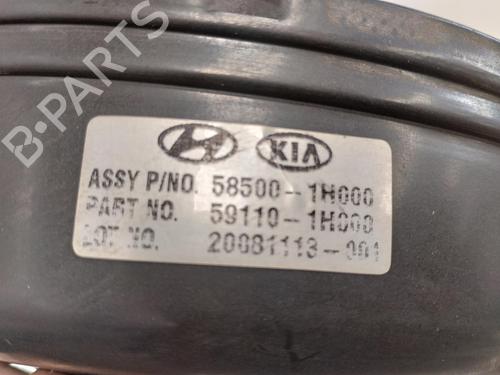 B-PARTS
KIA
ASSY P/NO. 58500-1H000
PART NO. 59110-1H000
LOT NO. 20081113-001